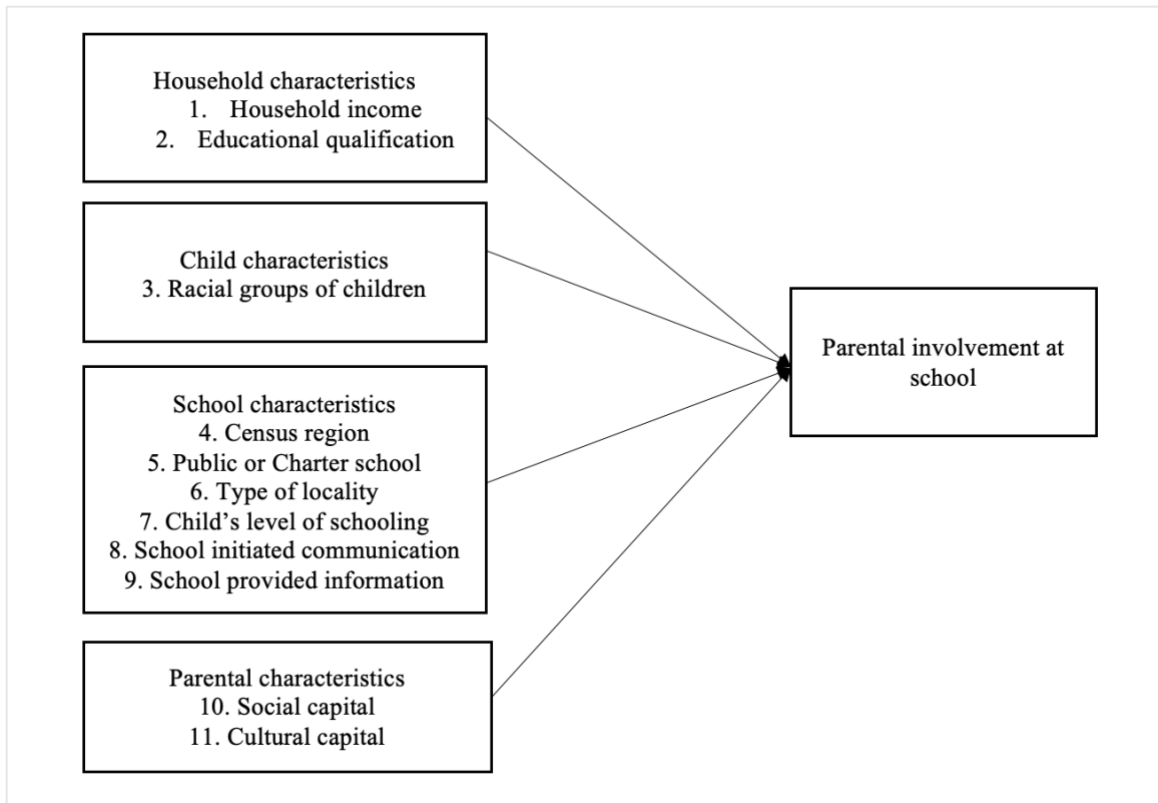 Household characteristics
1. Household income
2. Educational qualification
Child characteristics
3. Racial groups of children
School characteristics
4. Census region
5. Public or Charter school
6. Type of locality
7. Child’s level of schooling
8. School initiated communication
9. School provided information
Parental characteristics
10. Social capital
11. Cultural capital
Parental involvement at
school